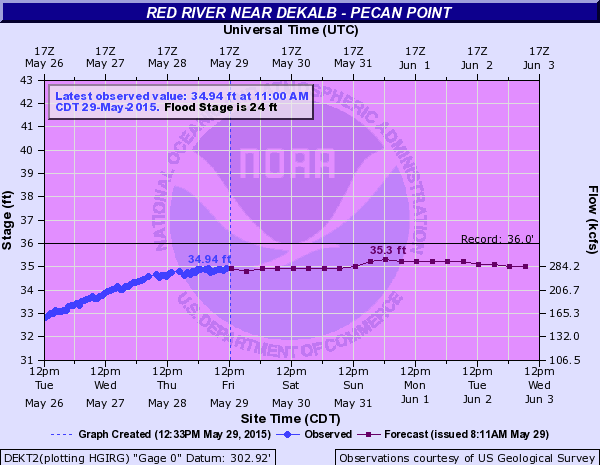 RED RIVER NEAR DEKALB - PECAN POINT
Universal Time (UTC)
17Z 17Z 17Z 17Z 17Z 17Z 17Z 17Z 17Z
May 26 May 27 May 28 May 29 May 30 May 31 Jun 1 Jun 2 Jun 3
Latest observed value: 34.94 ft at 11:00 AM
CDT 29-May-2015. Flood Stage is 24 ft
43
42
41
40
39
38
37
36
35
34
33
32
31
Stage (ft)
NATIONAL OCEANIC AND ATMOSPHERIC ADMINISTRATION
NOAA
U.S. DEPARTMENT OF COMMERCE
Record: 36.0'
35.3 ft
34.94 ft
Flow (kcfs)
284.2
206.7
165.3
132.0
106.5
12pm 12pm 12pm 12pm 12pm 12pm 12pm 12pm 12pm
Tue Wed Thu Fri Sat Sun Mon Tue Wed
May 26 May 27 May 28 May 29 May 30 May 31 Jun 1 Jun 2 Jun 3
Site Time (CDT)
Graph Created (12:33PM May 29, 2015) Observed Forecast (issued 8:11AM May 29)
DEKT2(plotting HGIRG) "Gage 0" Datum: 302.92' Observations courtesy of US Geological Survey